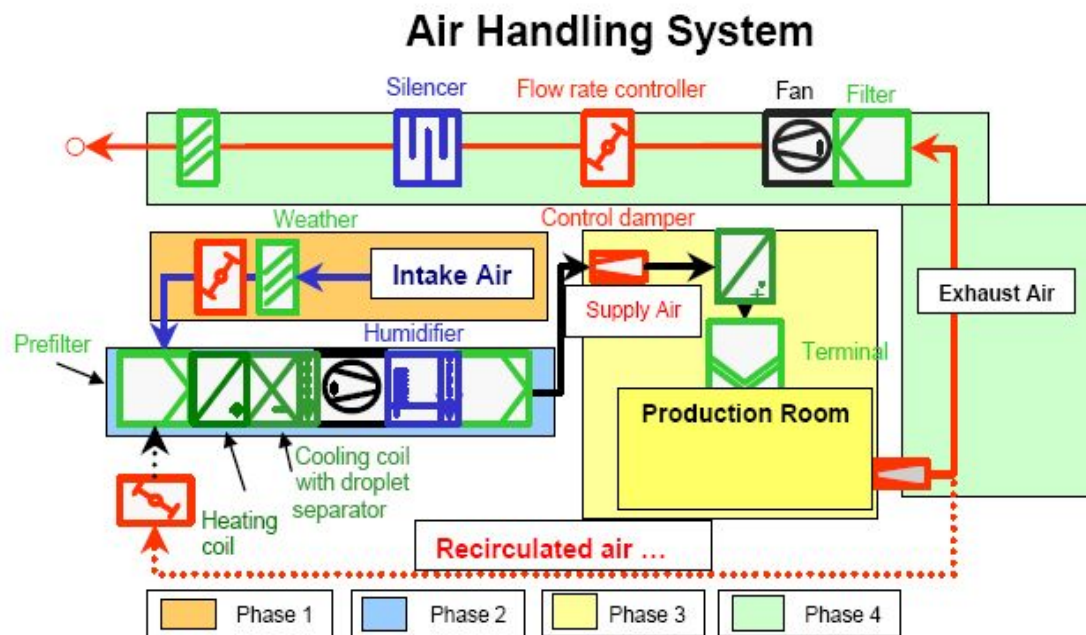 Air Handling System
Silencer
Flow rate controller
Fan
Filter
Weather
Control damper
Intake Air
Supply Air
Exhaust Air
Prefilter
Humidifier
Terminal
Production Room
Cooling coil
with droplet
separator
Heating
coil
Recirculated air ...
Phase 1
Phase 2
Phase 3
Phase 4